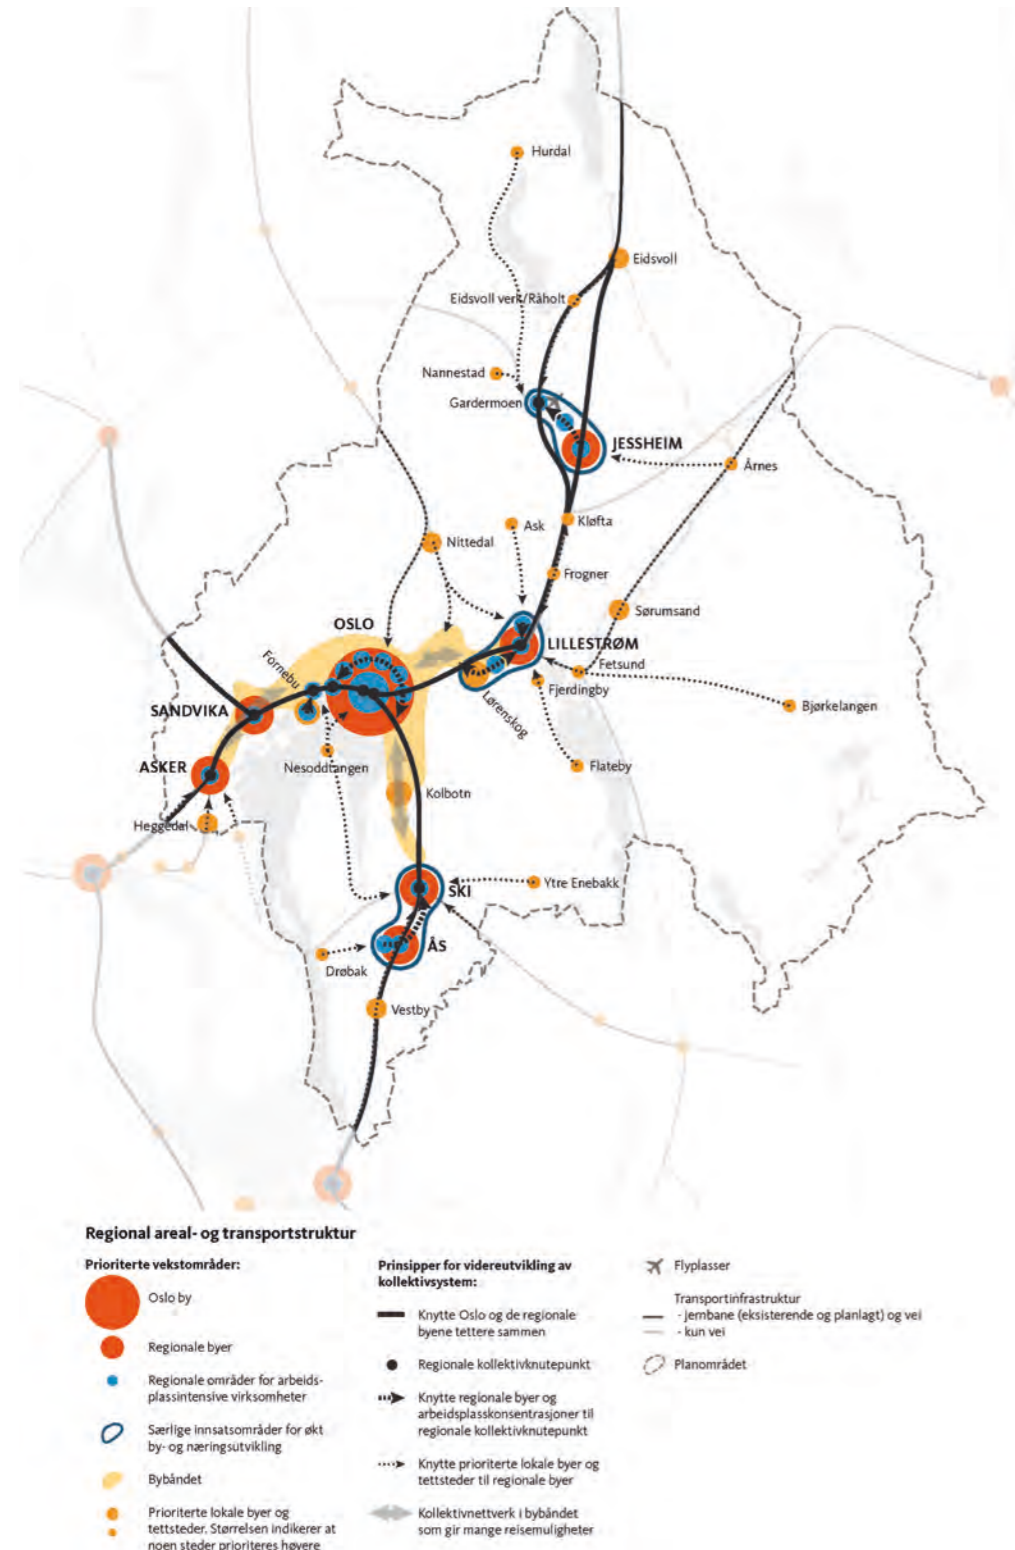 Hurdal
Eidsvoll
Eidsvoll verk/Råholt
Nannestad
Gardermoen
JESSHEIM
Årnes
Ask
Kløfta
Nittedal
Frogner
Sørumsand
OSLO
LILLESTRØM
Fornebu
Fetsund
Fjerdingby
Lørenskog
SANDVIKA
Bjørkelangen
ASKER
Nesoddtangen
Flateby
Kolbotn
Heggedal
SKI
Ytre Enebakk
ÅS
Drøbak
Vestby
Regional areal- og transportstruktur
Prioriterte vekstområder:
Oslo by
Regionale byer
Regionale områder for arbeids-
plassintensive virksomheter
Særlige innsatsområder for økt
by- og næringsutvikling
Bybåndet
Prioriterte lokale byer og
tettsteder. Størrelsen indikerer at
noen steder prioriteres høyere
Prinsipper for videreutvikling av
kollektivsystem:
Knytte Oslo og de regionale
byene tettere sammen
Regionale kollektivknutepunkt
Knytte regionale byer og
arbeidsplasskonsentrasjoner til
regionale kollektivknutepunkt
Knytte prioriterte lokale byer og
tettsteder til regionale byer
Kollektivnettverk i bybåndet
som gir mange reisemuligheter
Flyplasser
Transportinfrastruktur
- jernbane (eksisterende og planlagt) og vei
- kun vei
Planområdet